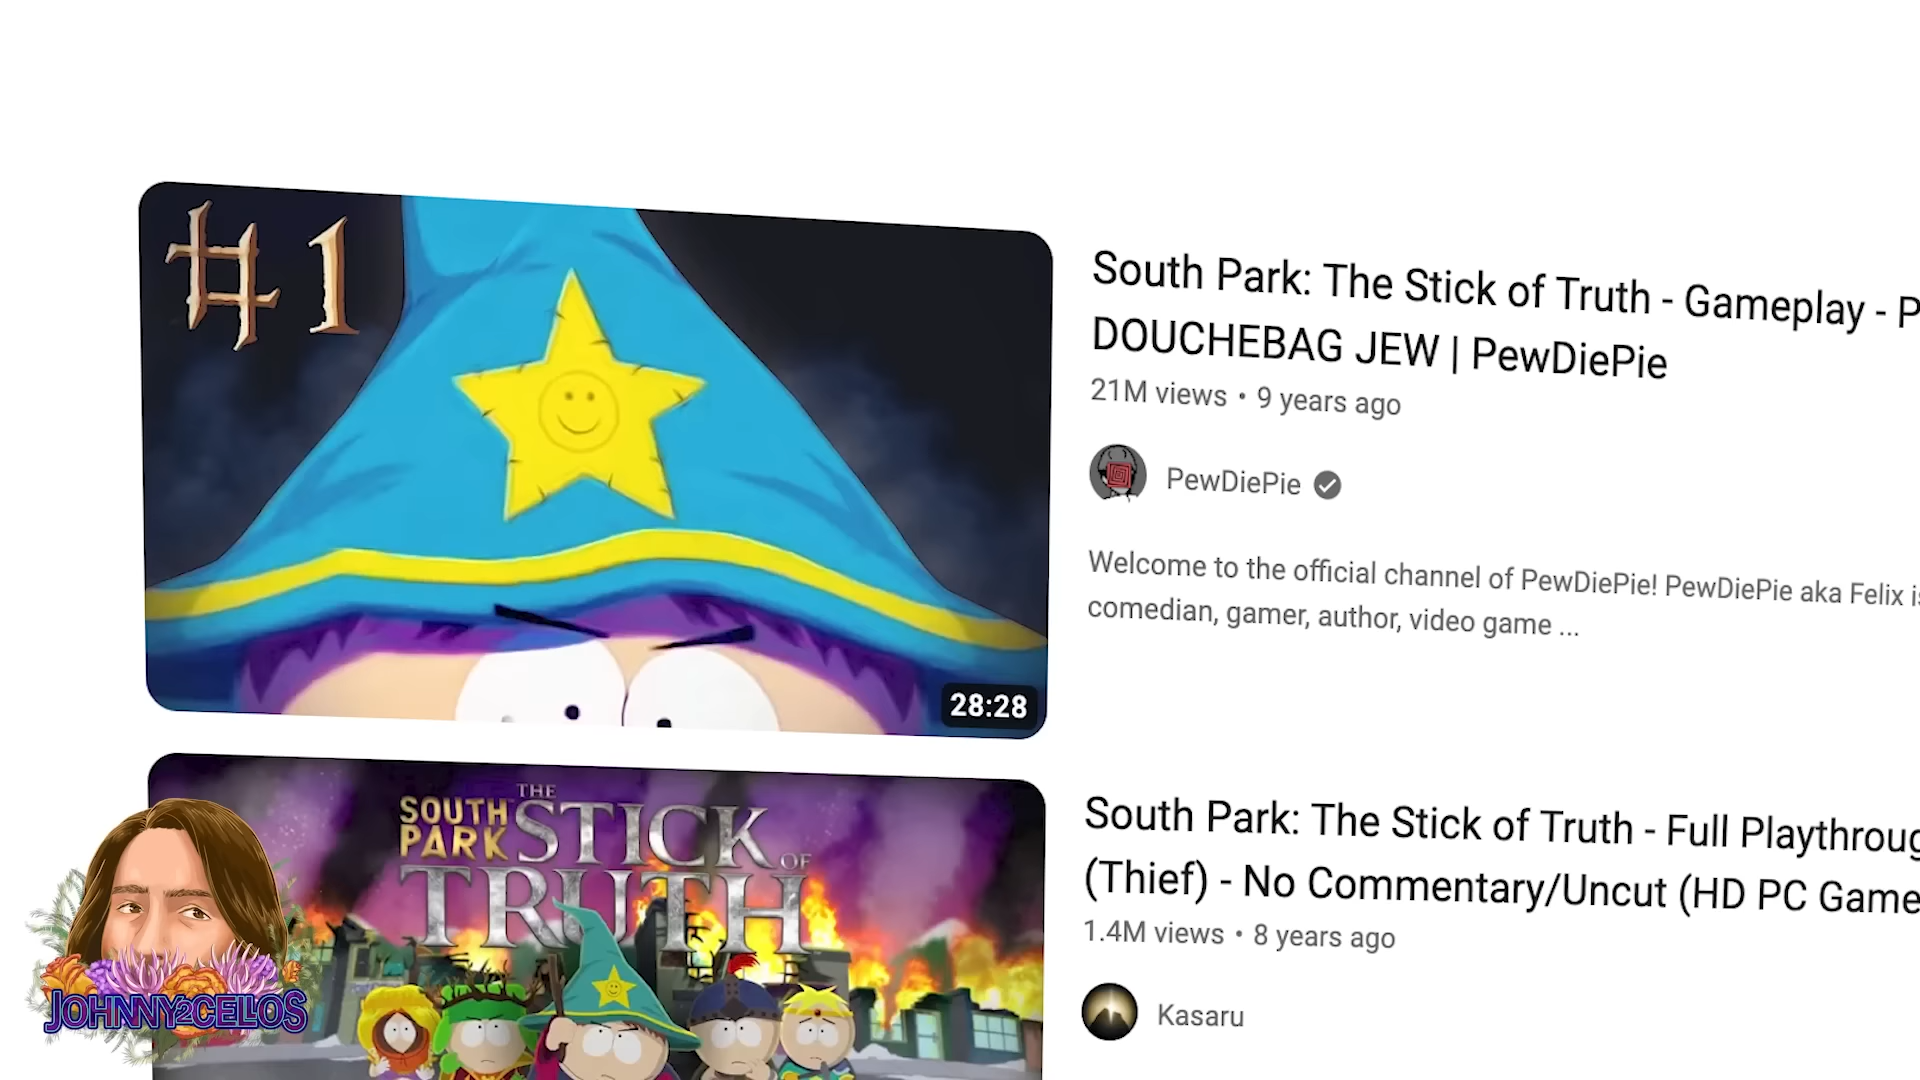 #1
28:28
South Park: The Stick of Truth - Gameplay - P
DOUCHEBAG JEW | PewDiePie
21M views • 9 years ago
PewDiePie
Welcome to the official channel of PewDiePie! PewDiePie aka Felix is
comedian, gamer, author, video game ...
THE
SOUTH PARK STICK OF
TRUTH
South Park: The Stick of Truth - Full Playthroug
(Thief) - No Commentary/Uncut (HD PC Game
1.4M views • 8 years ago
Kasaru
JOHNNY2CELLOS